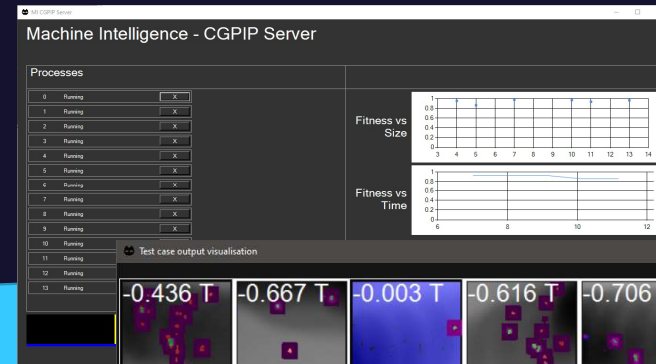 MI CGPIP Server
Machine Intelligence - CGPIP Server
Processes
0 Running X
1 Running X
2 Running X
3 Running X
4 Running X
5 Running X
6 Running X
7 Running X
8 Running X
9 Running X
10 Running
11 Running
12 Running
13 Running
Fitness vs
Size
1
0.8
0.6
0.4
0.2
0
3 4 5 6 7 8 9 10 11 12 13 14
Fitness vs
Time
1
0.8
0.6
0.4
0.2
0
6 8 10 12
Test case output visualisation
-0.436 T -0.667 T -0.003 T -0.616 T -0.706